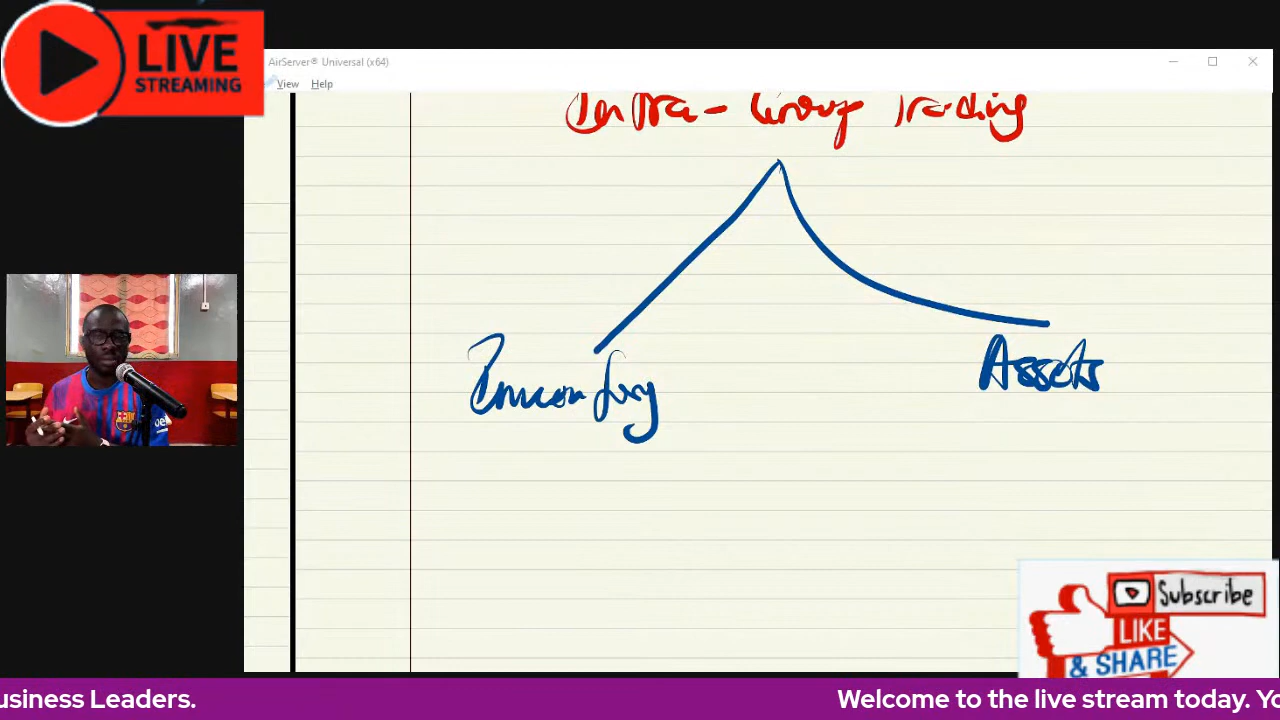 LIVE
STREAMING
AirServer® Universal (x64)
View Help
Intra-Group Trading
Inventory
Assets
Subscribe
LIKE
& SHARE
usiness Leaders.
Welcome to the live stream today. Yo